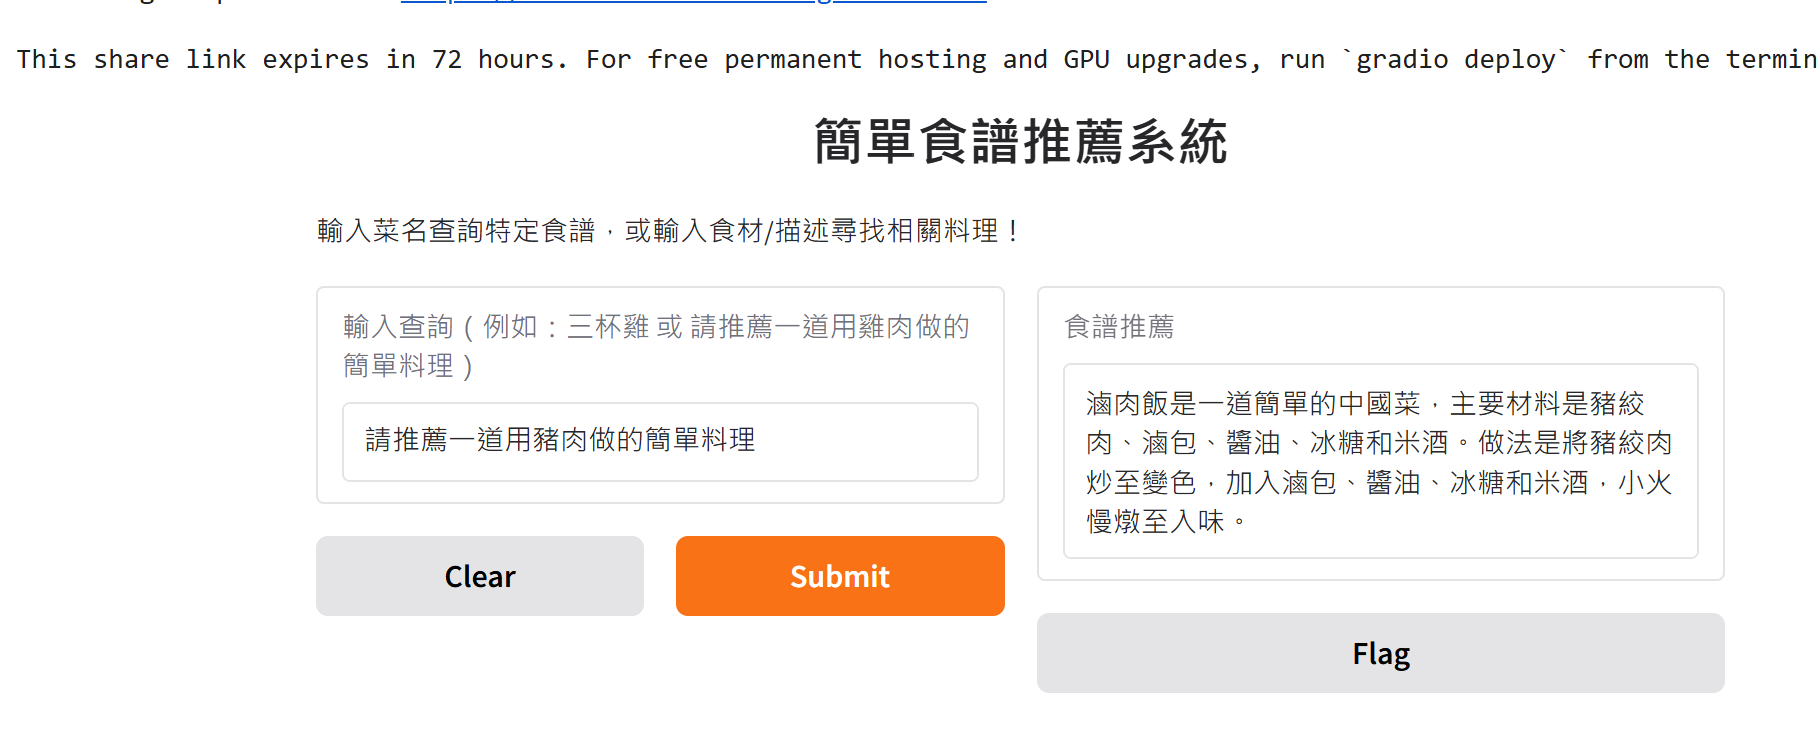 This share link expires in 72 hours. For free permanent hosting and GPU upgrades, run `gradio deploy` from the termin
簡單食譜推薦系統
輸入菜名查詢特定食譜，或輸入食材/描述尋找相關料理！
輸入查詢（例如：三杯雞 或 請推薦一道用雞肉做的
簡單料理）
請推薦一道用豬肉做的簡單料理
Clear
Submit
食譜推薦
滷肉飯是一道簡單的中國菜，主要材料是豬絞
肉、滷包、醬油、冰糖和米酒。做法是將豬絞肉
炒至變色，加入滷包、醬油、冰糖和米酒，小火
慢燉至入味。
Flag